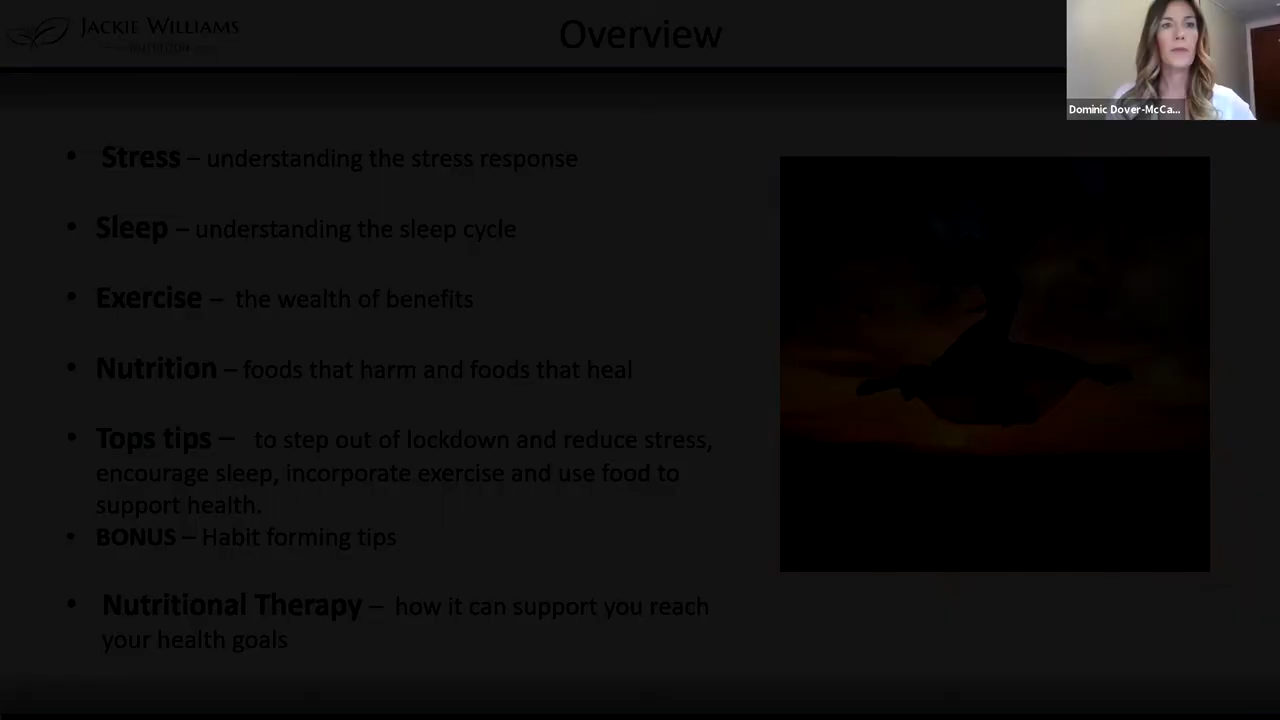 JACKIE WILLIAMS
NUTRITION
Overview
Dominic Dover-McCa...
• Stress – understanding the stress response
• Sleep – understanding the sleep cycle
• Exercise – the wealth of benefits
• Nutrition – foods that harm and foods that heal
• Tops tips – to step out of lockdown and reduce stress,
encourage sleep, incorporate exercise and use food to
support health.
• BONUS – Habit forming tips
• Nutritional Therapy – how it can support you reach
your health goals